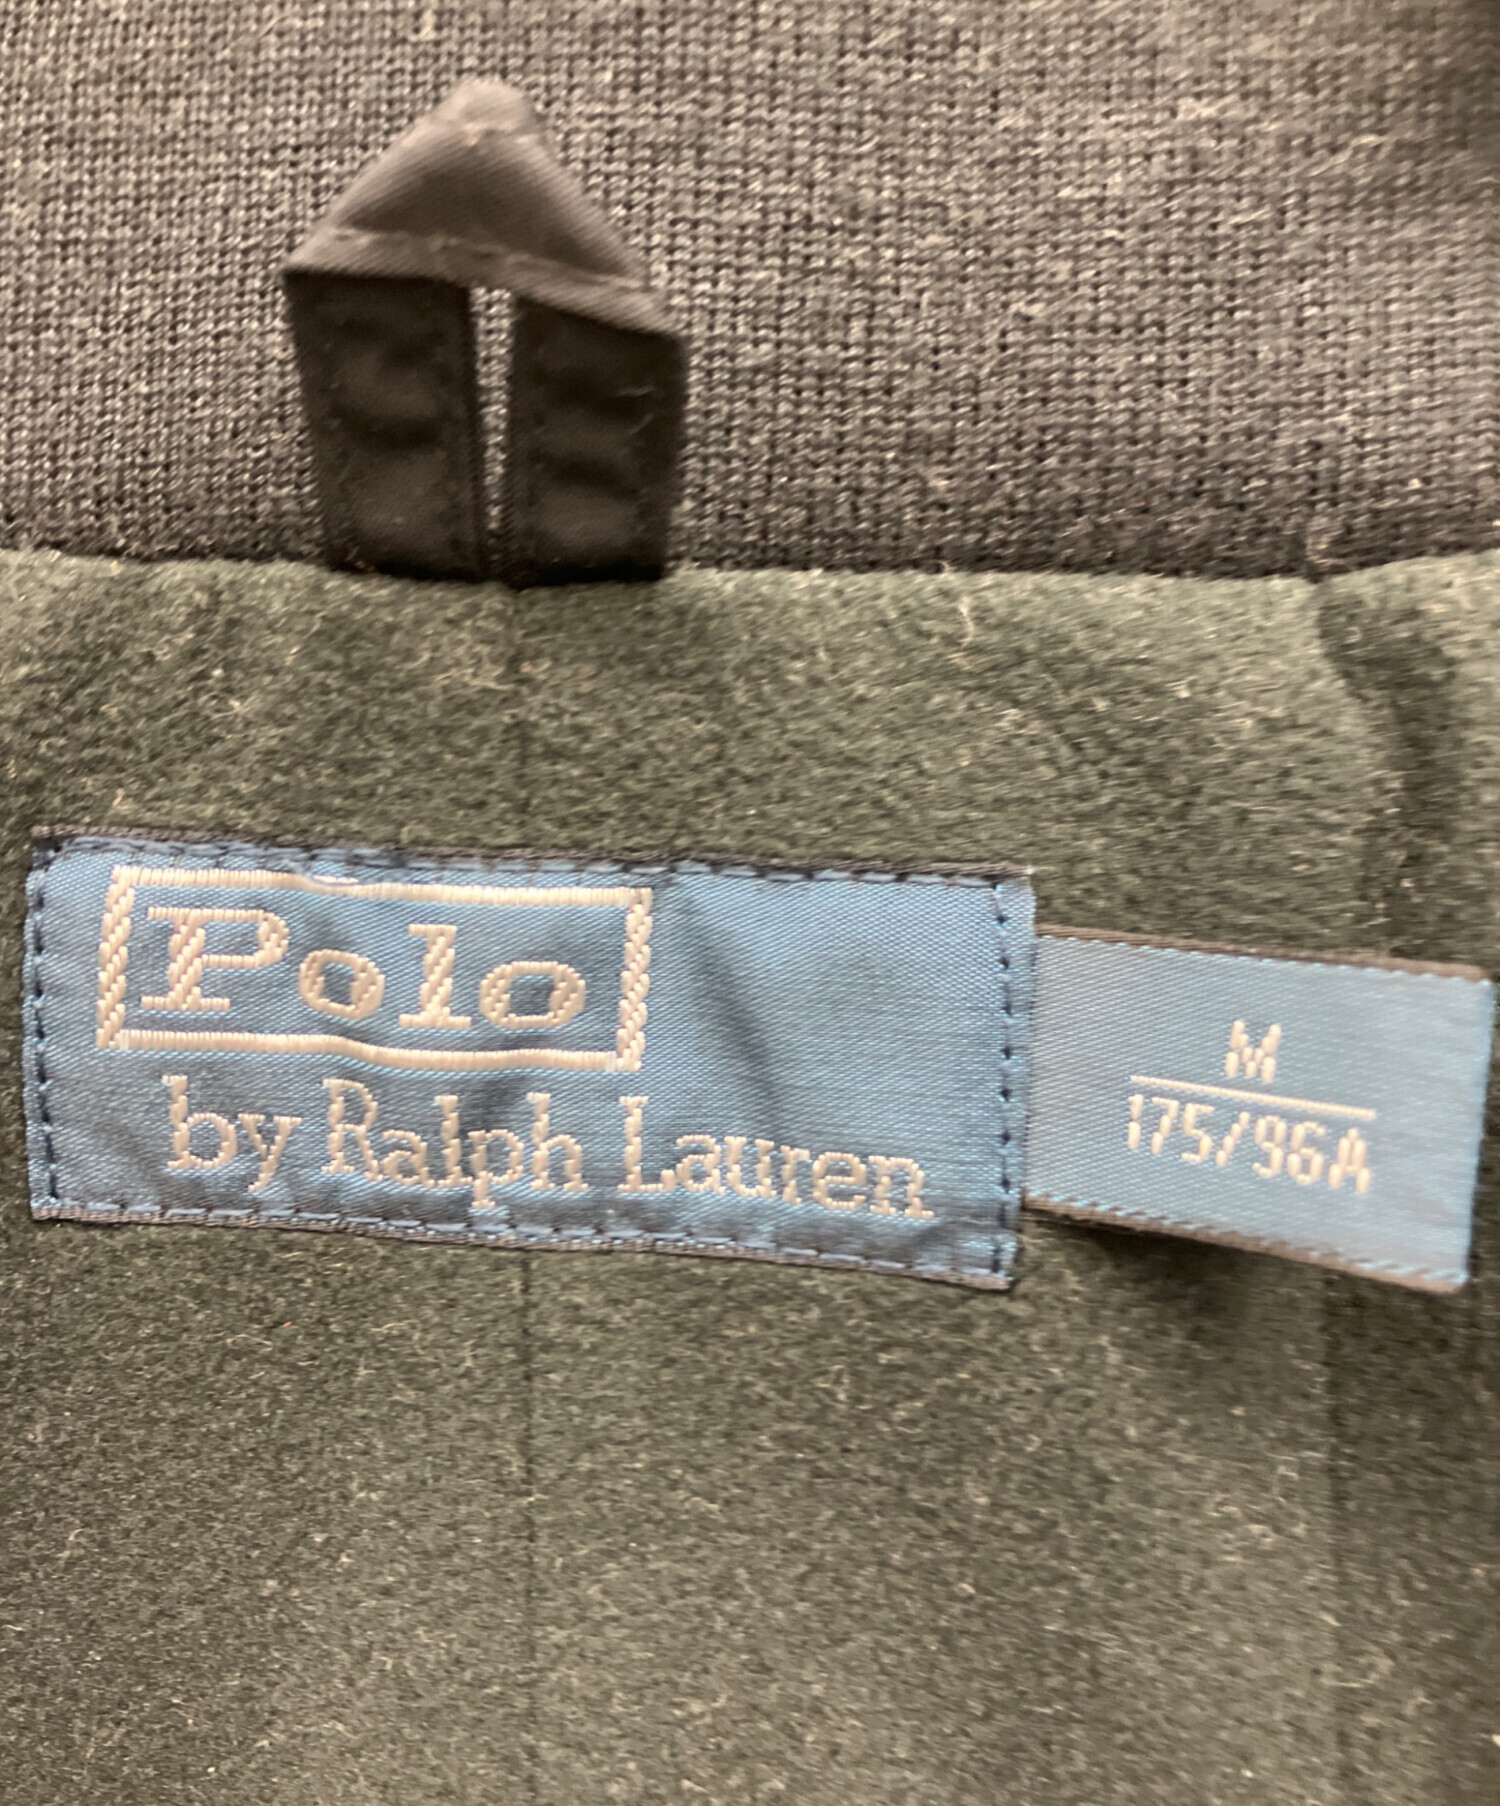 Polo
by Ralph Lauren
M
175/96A